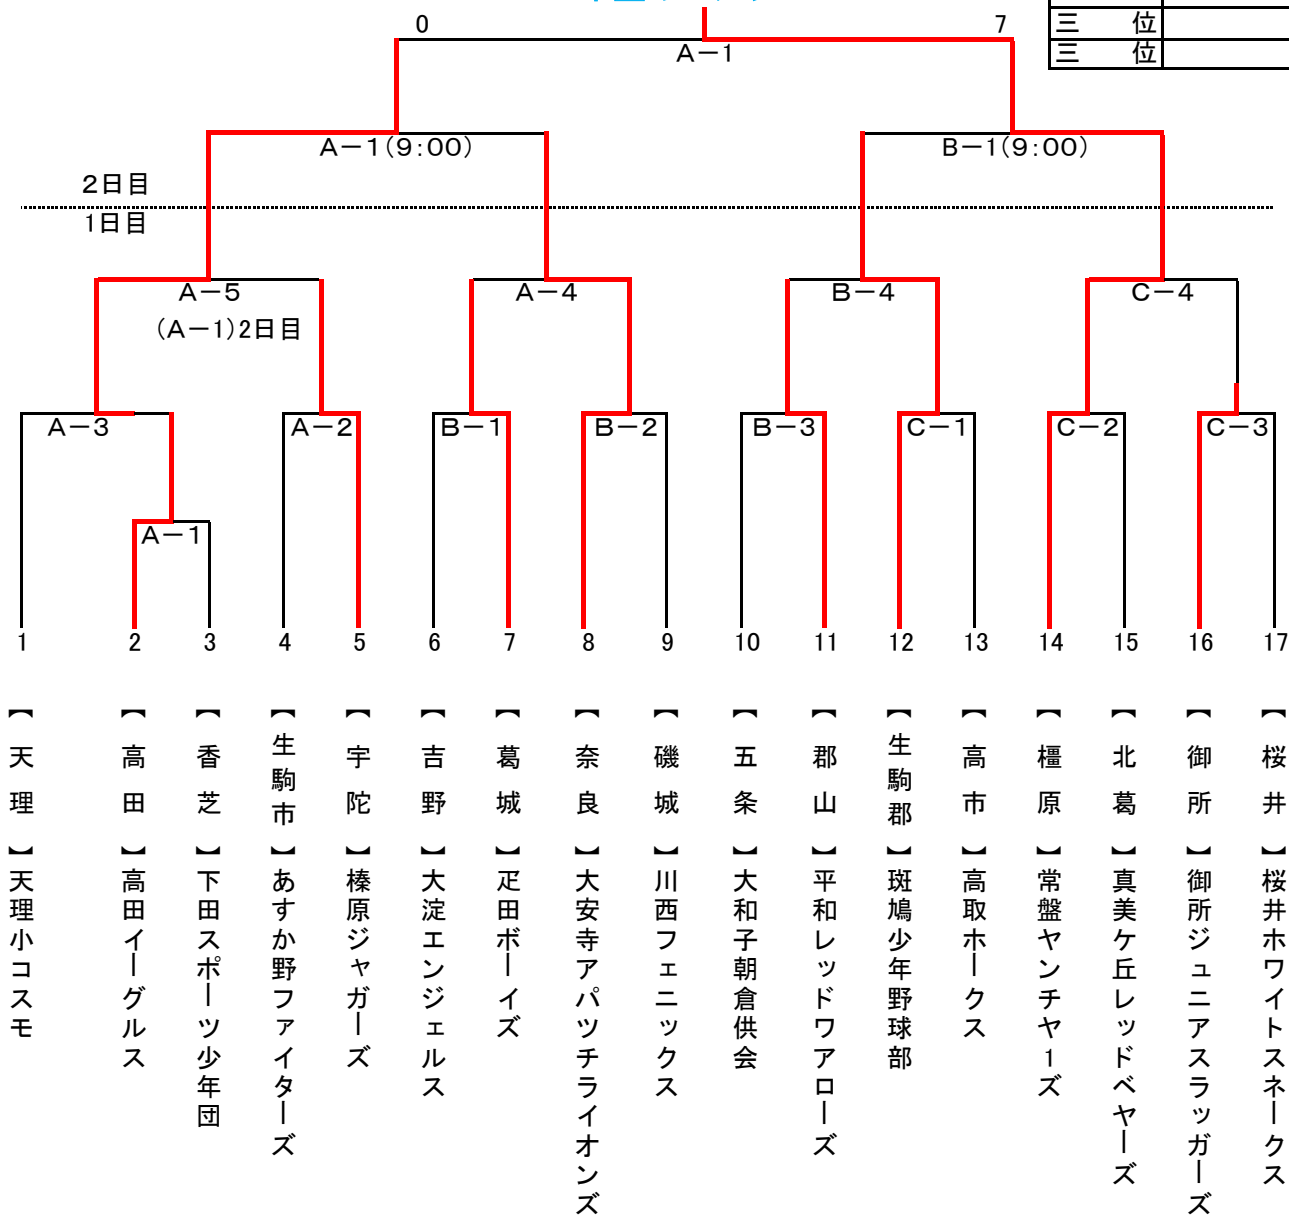 0 7
三 位
三 位
A-1
A-1(9:00) B-1(9:00)
2日目
1日目
A-5 A-4 B-4 C-4
(A-1)2日目
A-3 A-2 B-1 B-2 B-3 C-1 C-2 C-3
A-1
1 2 3 4 5 6 7 8 9 10 11 12 13 14 15 16 17
【天理】天理小コスモ
【高田】高田イーグルス
【香芝】下田スポーツ少年団
【生駒市】あすか野ファイターズ
【宇陀】榛原ジャガーズ
【吉野】大淀エンジェルス
【葛城】疋田ボーイズ
【奈良】大安寺アパツチライオンズ
【磯城】川西フェニックス
【五条】大和子朝倉供会
【郡山】平和レッドワアローズ
【生駒郡】斑鳩少年野球部
【高市】高取ホークス
【橿原】常盤ヤンチヤ1ズ
【北葛】真美ケ丘レッドベヤーズ
【御所】御所ジュニアスラッガーズ
【桜井】桜井ホワイトスネークス